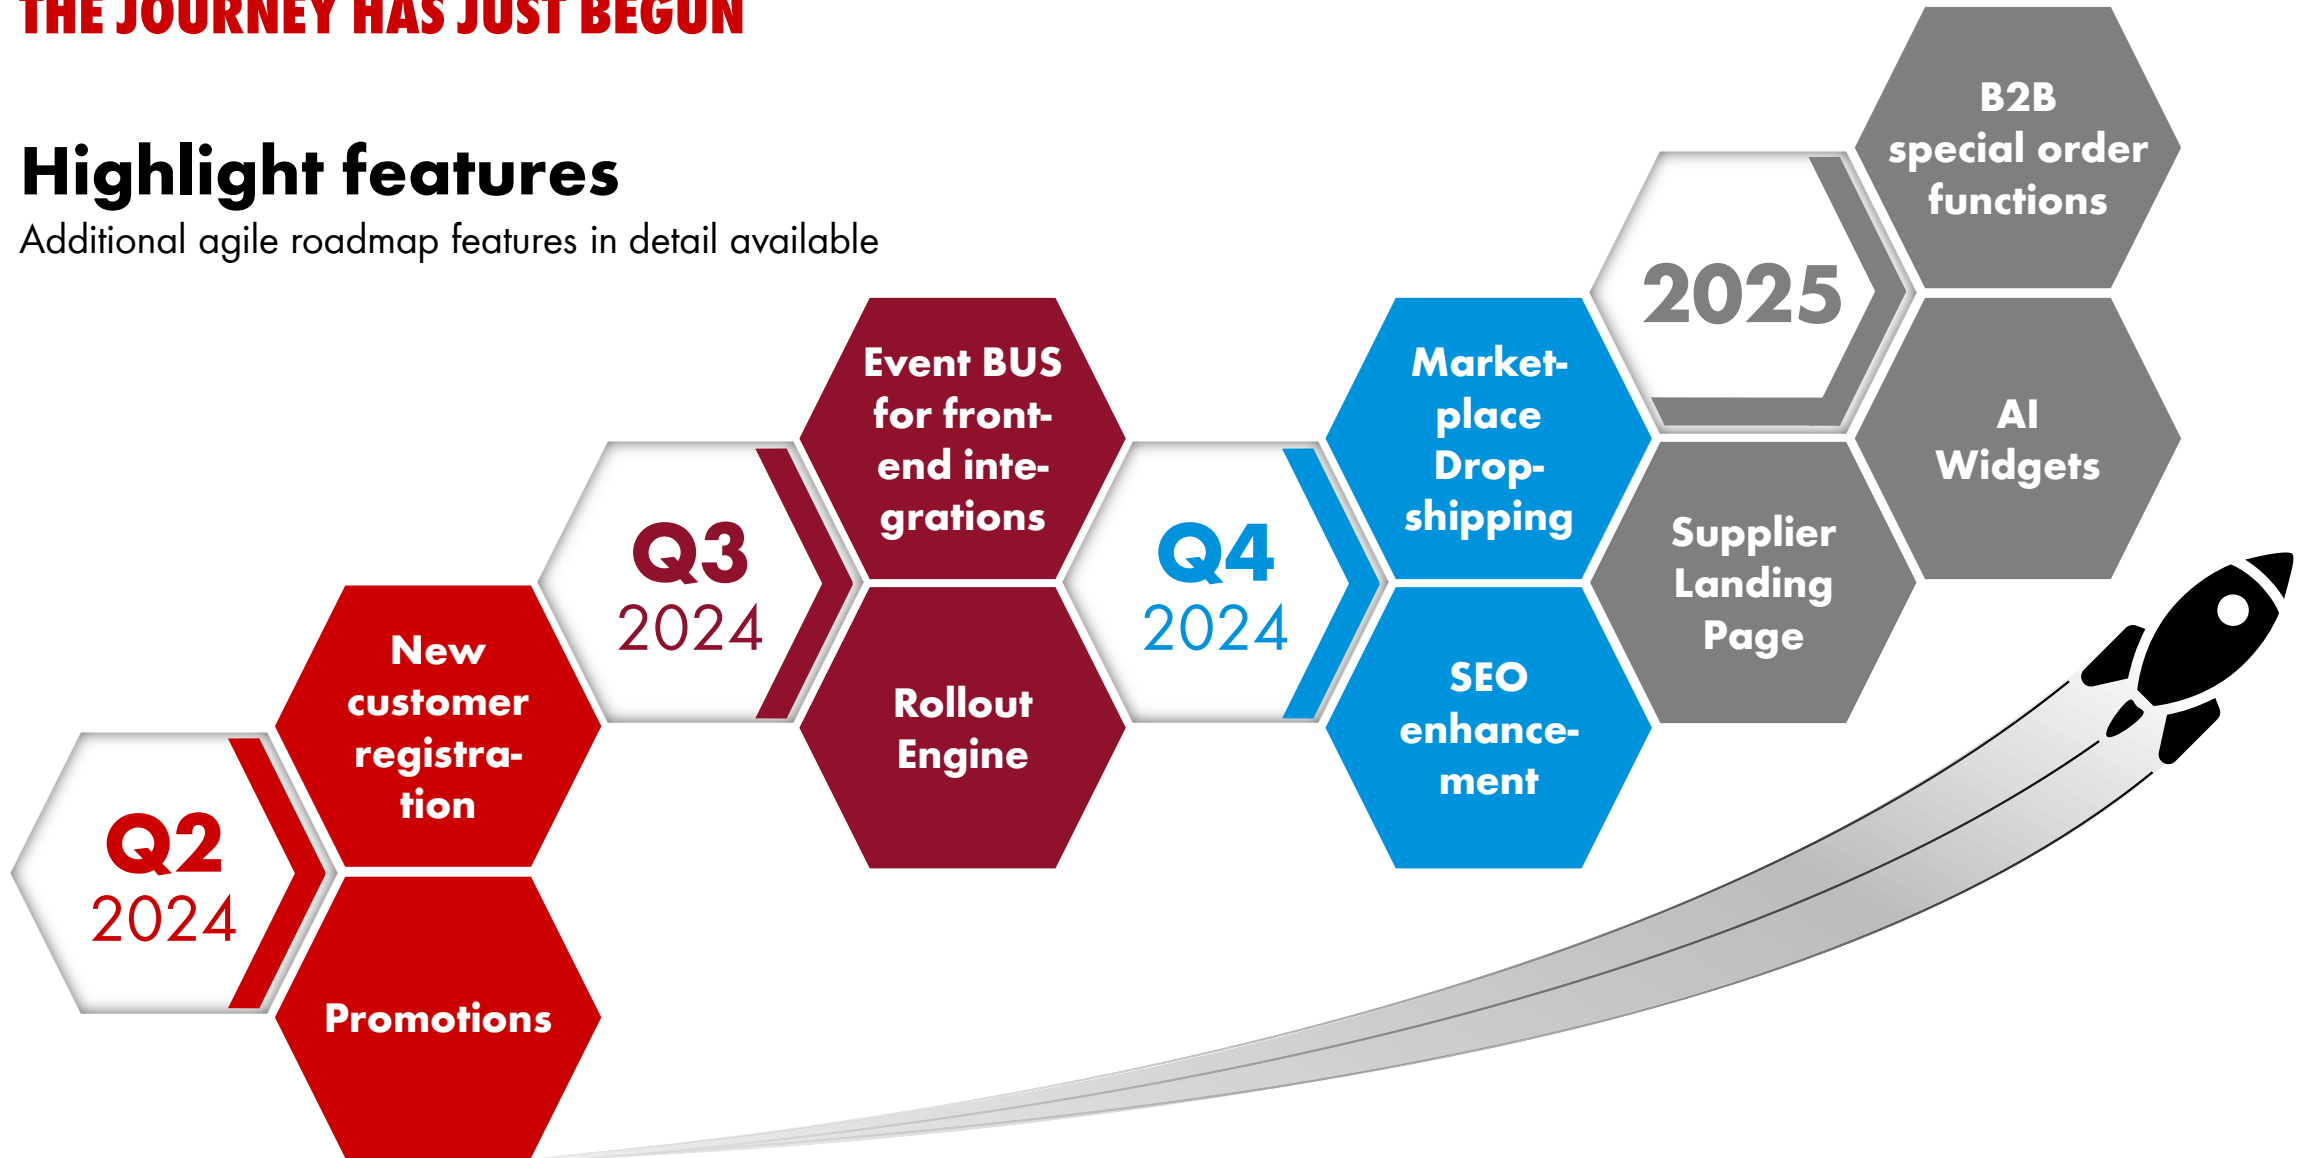 THE JOURNEY HAS JUST BEGUN
Highlight features
Additional agile roadmap features in detail available
Q2
2024
New
customer
registra-
tion
Promotions
Q3
2024
Event BUS
for front-
end inte-
grations
Rollout
Engine
Q4
2024
Market-
place
Drop-
shipping
SEO
enhance-
ment
2025
B2B
special order
functions
AI
Widgets
Supplier
Landing
Page